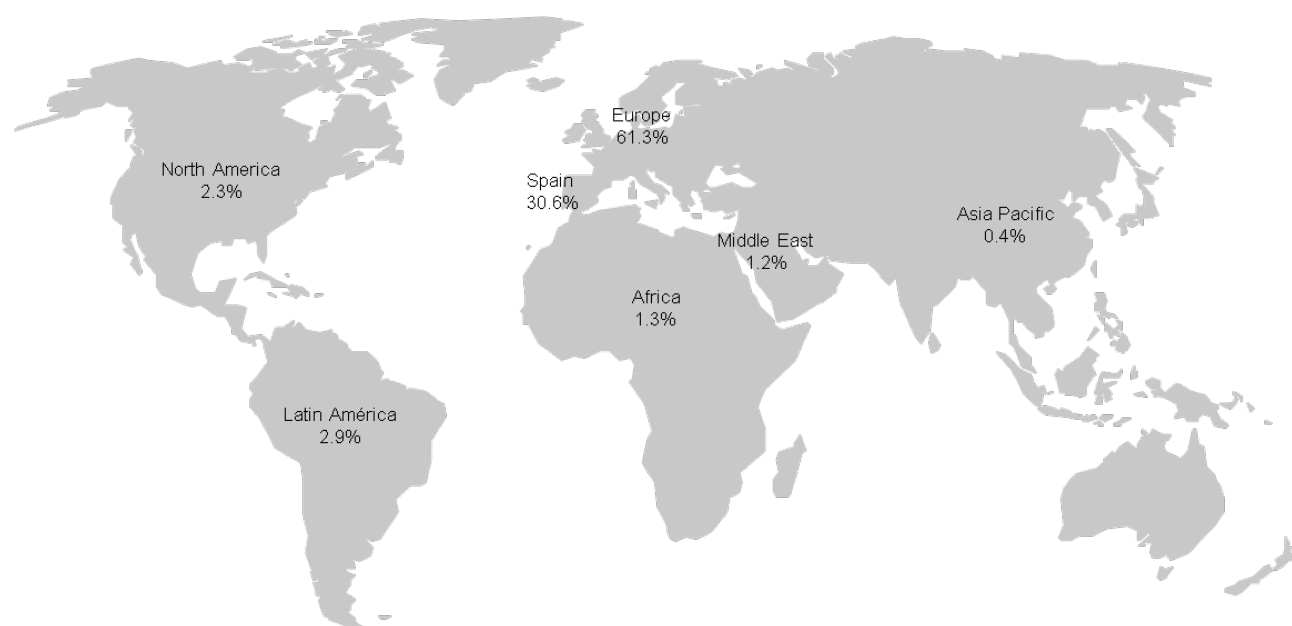 Europe
61.3%
North America
2.3%
Spain
30.6%
Asia Pacific
0.4%
Middle East
1.2%
Africa
1.3%
Latin América
2.9%